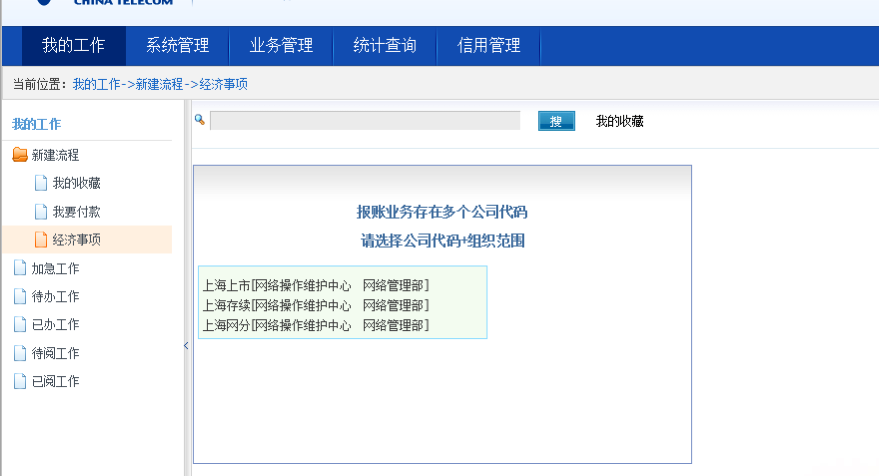 CHINA TELECOM
我的工作 系统管理 业务管理 统计查询 信用管理
当前位置：我的工作->新建流程->经济事项
我的工作
新建流程
我的收藏
我要付款
经济事项
加急工作
待办工作
已办工作
待阅工作
已阅工作
搜 我的收藏
报账业务存在多个公司代码
请选择公司代码+组织范围
上海上市[网络操作维护中心 网络管理部]
上海存续[网络操作维护中心 网络管理部]
上海网分[网络操作维护中心 网络管理部]